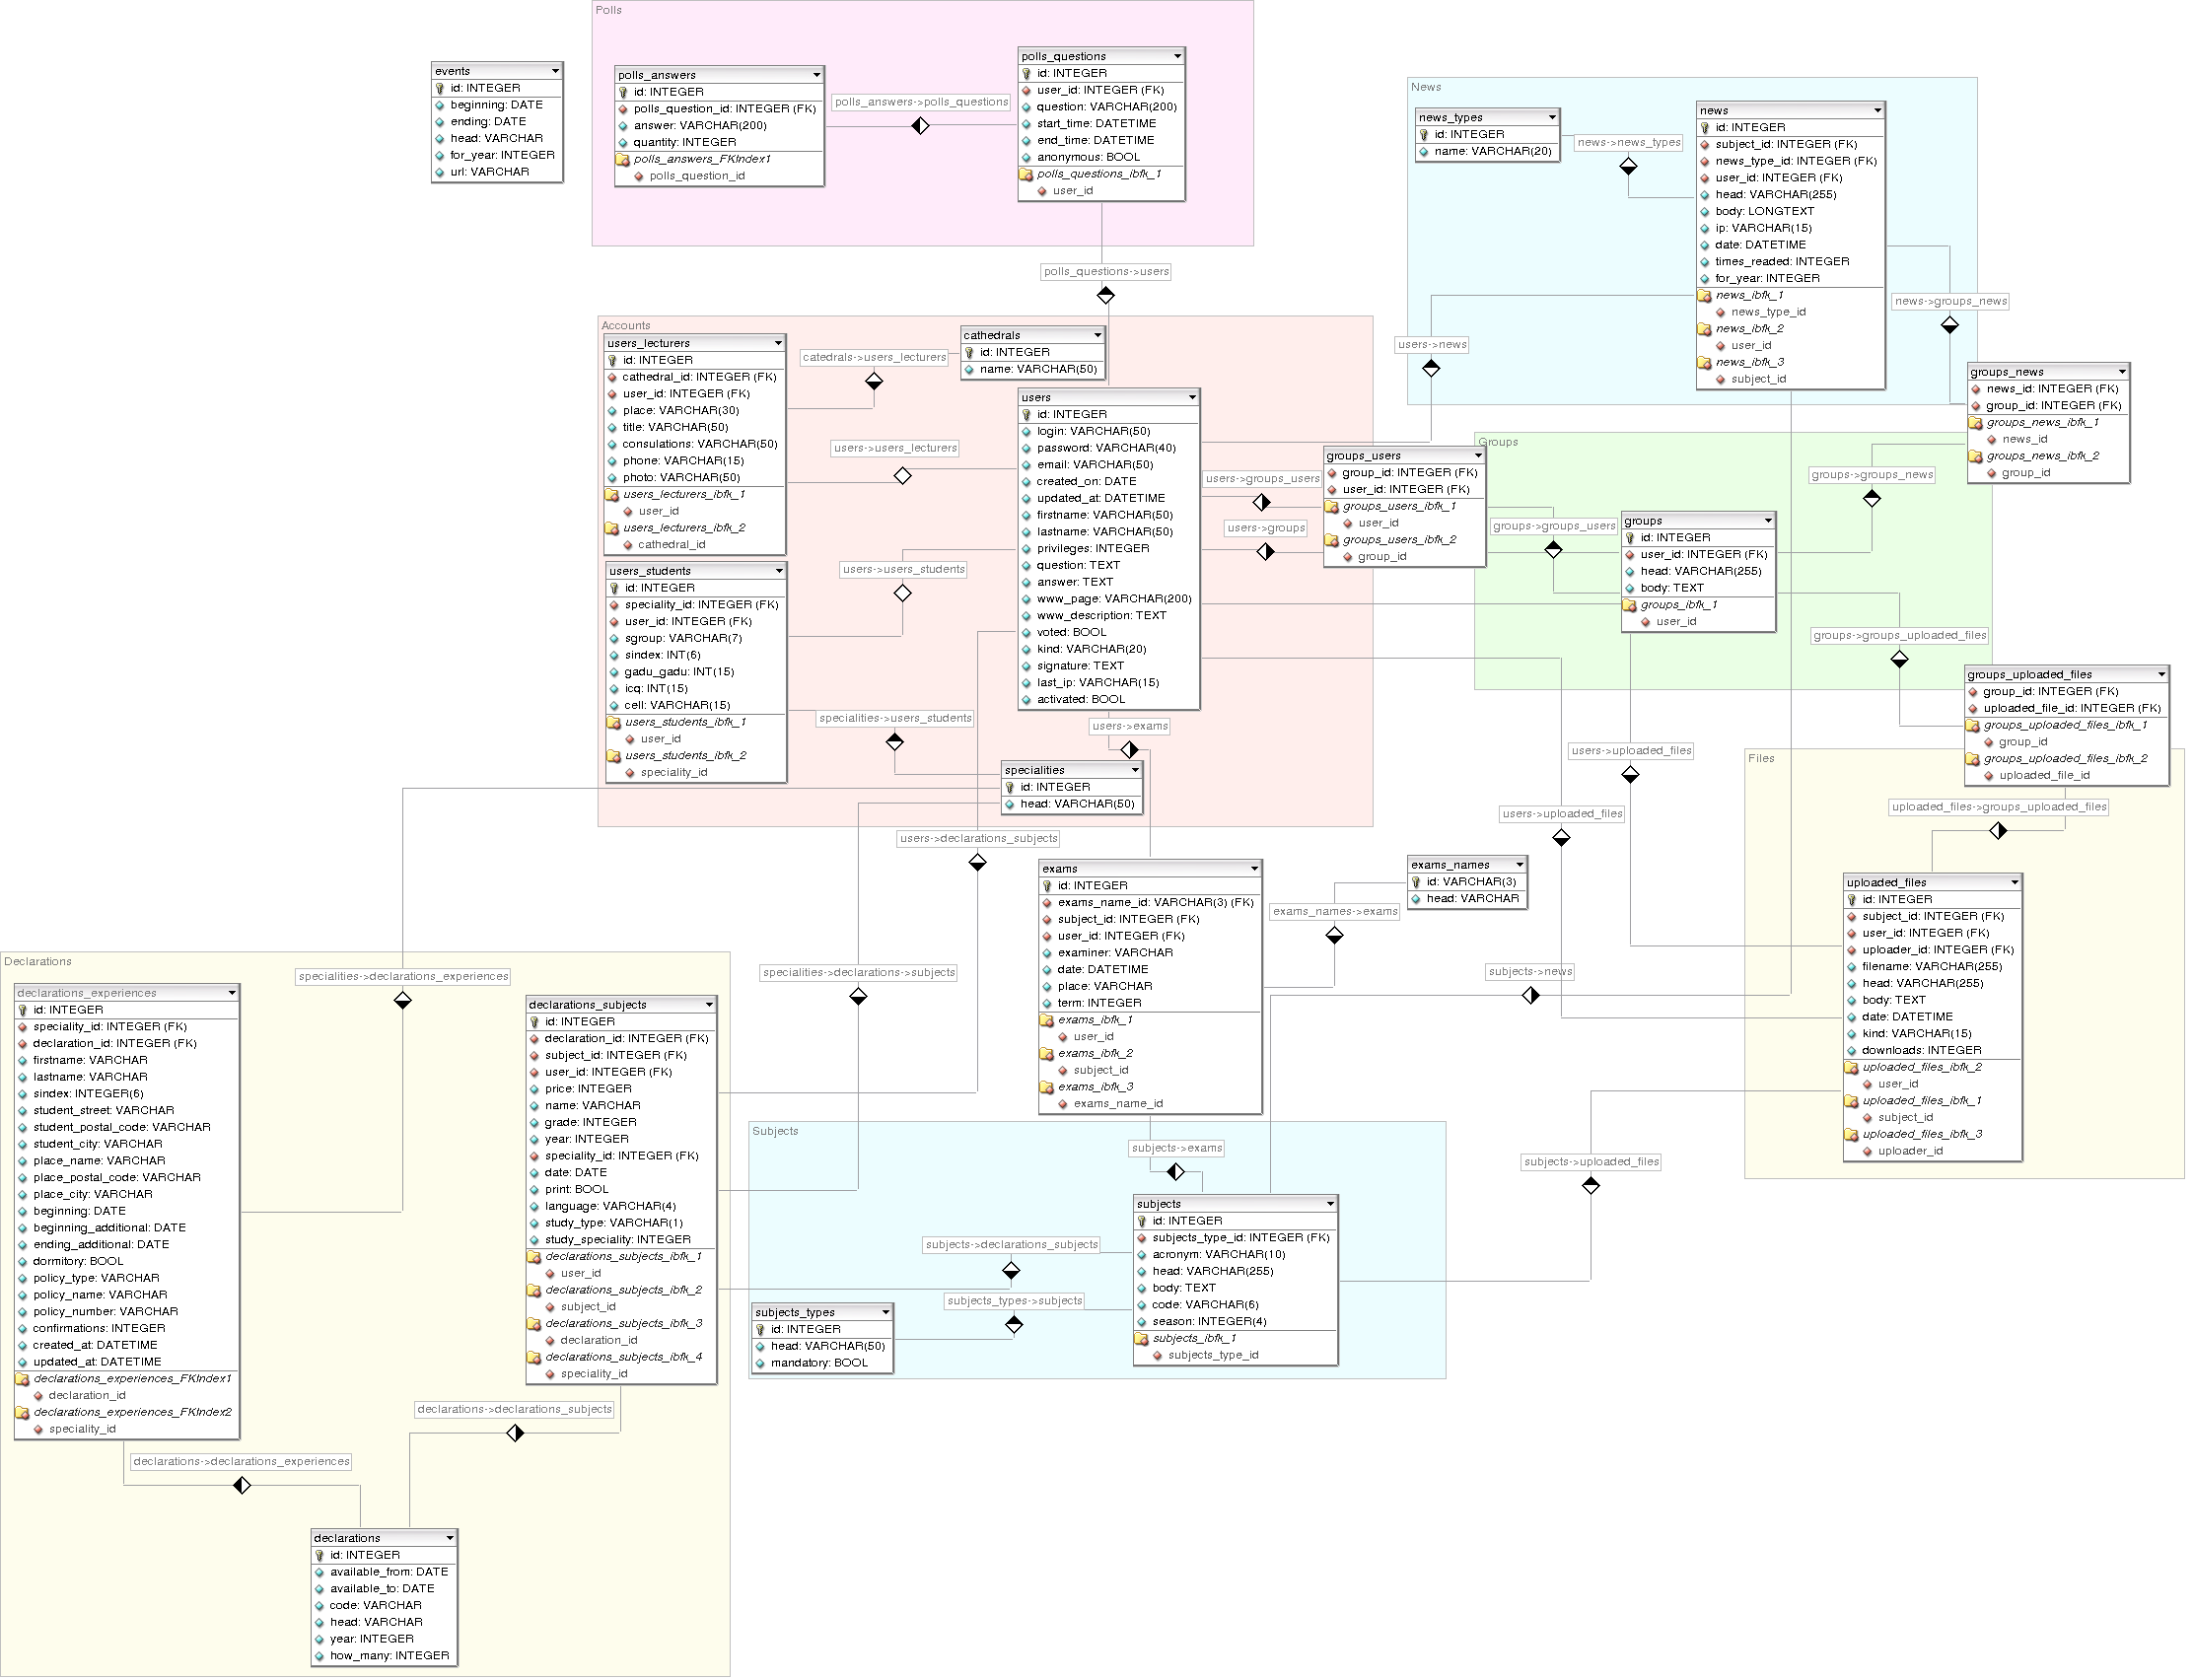 Polls
events
id: INTEGER
beginning: DATE
ending: DATE
head: VARCHAR
for_year: INTEGER
url: VARCHAR
polls_answers
id: INTEGER
polls_question_id: INTEGER (FK)
answer: VARCHAR(200)
quantity: INTEGER
polls_answers_FKIndex1
polls_question_id
polls_answers->polls_questions
polls_questions
id: INTEGER
user_id: INTEGER (FK)
question: VARCHAR(200)
start_time: DATETIME
end_time: DATETIME
anonymous: BOOL
polls_questions_ibfk_1
user_id
polls_questions->users
News
news_types
id: INTEGER
name: VARCHAR(20)
news->news_types
news
id: INTEGER
subject_id: INTEGER (FK)
news_type_id: INTEGER (FK)
user_id: INTEGER (FK)
head: VARCHAR(255)
body: LONGTEXT
ip: VARCHAR(15)
date: DATETIME
times_readed: INTEGER
for_year: INTEGER
news_ibfk_1
news_type_id
news_ibfk_2
user_id
news_ibfk_3
subject_id
news->groups_news
users->news
groups_news
news_id: INTEGER (FK)
group_id: INTEGER (FK)
groups_news_ibfk_1
news_id
groups_news_ibfk_2
group_id
Accounts
users_lecturers
id: INTEGER
cathedral_id: INTEGER (FK)
user_id: INTEGER (FK)
place: VARCHAR(30)
title: VARCHAR(50)
consulations: VARCHAR(50)
phone: VARCHAR(15)
photo: VARCHAR(50)
users_lecturers_ibfk_1
user_id
users_lecturers_ibfk_2
cathedral_id
catedrals->users_lecturers
cathedrals
id: INTEGER
name: VARCHAR(50)
users->users_lecturers
users
id: INTEGER
login: VARCHAR(50)
password: VARCHAR(40)
email: VARCHAR(50)
created_on: DATE
updated_at: DATETIME
firstname: VARCHAR(50)
lastname: VARCHAR(50)
privileges: INTEGER
question: TEXT
answer: TEXT
www_page: VARCHAR(200)
www_description: TEXT
voted: BOOL
kind: VARCHAR(20)
signature: TEXT
last_ip: VARCHAR(15)
activated: BOOL
users_students
id: INTEGER
speciality_id: INTEGER (FK)
user_id: INTEGER (FK)
sgroup: VARCHAR(7)
sindex: INT(6)
gadu_gadu: INT(15)
icq: INT(15)
cell: VARCHAR(15)
users_students_ibfk_1
user_id
users_students_ibfk_2
speciality_id
users->users_students
specialities->users_students
specialities
id: INTEGER
head: VARCHAR(50)
users->exams
users->groups_users
users->groups
Groups
groups_users
group_id: INTEGER (FK)
user_id: INTEGER (FK)
groups_users_ibfk_1
user_id
groups_users_ibfk_2
group_id
groups->groups_users
groups->groups_news
groups
id: INTEGER
user_id: INTEGER (FK)
head: VARCHAR(255)
body: TEXT
groups_ibfk_1
user_id
groups->groups_uploaded_files
groups_uploaded_files
group_id: INTEGER (FK)
uploaded_file_id: INTEGER (FK)
groups_uploaded_files_ibfk_1
group_id
groups_uploaded_files_ibfk_2
uploaded_file_id
users->uploaded_files
users->uploaded_files
Files
uploaded_files->groups_uploaded_files
uploaded_files
id: INTEGER
subject_id: INTEGER (FK)
user_id: INTEGER (FK)
uploader_id: INTEGER (FK)
filename: VARCHAR(255)
head: VARCHAR(255)
body: TEXT
date: DATETIME
kind: VARCHAR(15)
downloads: INTEGER
uploaded_files_ibfk_2
user_id
uploaded_files_ibfk_1
subject_id
uploaded_files_ibfk_3
uploader_id
users->declarations_subjects
exams
id: INTEGER
exams_name_id: VARCHAR(3) (FK)
subject_id: INTEGER (FK)
user_id: INTEGER (FK)
examiner: VARCHAR
date: DATETIME
place: VARCHAR
term: INTEGER
exams_ibfk_1
user_id
exams_ibfk_2
subject_id
exams_ibfk_3
exams_name_id
exams_names
id: VARCHAR(3)
head: VARCHAR
exams_names->exams
subjects->news
subjects->uploaded_files
Declarations
declarations_experiences
id: INTEGER
speciality_id: INTEGER (FK)
declaration_id: INTEGER (FK)
firstname: VARCHAR
lastname: VARCHAR
sindex: INTEGER(6)
student_street: VARCHAR
student_postal_code: VARCHAR
student_city: VARCHAR
place_name: VARCHAR
place_postal_code: VARCHAR
place_city: VARCHAR
beginning: DATE
beginning_additional: DATE
ending_additional: DATE
dormitory: BOOL
policy_type: VARCHAR
policy_name: VARCHAR
policy_number: VARCHAR
confirmations: INTEGER
created_at: DATETIME
updated_at: DATETIME
declarations_experiences_FKIndex1
declaration_id
declarations_experiences_FKIndex2
speciality_id
specialities->declarations_experiences
declarations_subjects
id: INTEGER
declaration_id: INTEGER (FK)
subject_id: INTEGER (FK)
user_id: INTEGER (FK)
price: INTEGER
name: VARCHAR
grade: INTEGER
year: INTEGER
speciality_id: INTEGER (FK)
date: DATE
print: BOOL
language: VARCHAR(4)
study_type: VARCHAR(1)
study_speciality: INTEGER
declarations_subjects_ibfk_1
user_id
declarations_subjects_ibfk_2
subject_id
declarations_subjects_ibfk_3
declaration_id
declarations_subjects_ibfk_4
speciality_id
specialities->declarations->subjects
declarations->declarations_subjects
declarations->declarations_experiences
declarations
id: INTEGER
available_from: DATE
available_to: DATE
code: VARCHAR
head: VARCHAR
year: INTEGER
how_many: INTEGER
Subjects
subjects->exams
subjects
id: INTEGER
subjects_type_id: INTEGER (FK)
acronym: VARCHAR(10)
head: VARCHAR(255)
body: TEXT
code: VARCHAR(6)
season: INTEGER(4)
subjects_ibfk_1
subjects_type_id
subjects->declarations_subjects
subjects_types->subjects
subjects_types
id: INTEGER
head: VARCHAR(50)
mandatory: BOOL